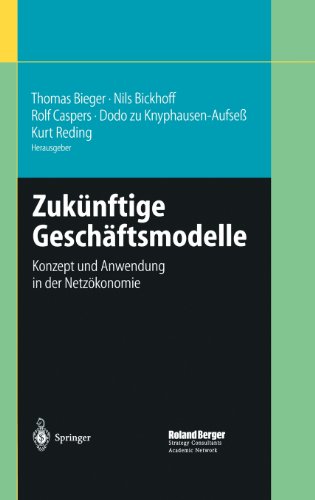 Thomas Bieger · Nils Bickhoff
Rolf Caspers · Dodo zu Knyphausen-Aufseß
Kurt Reding
Herausgeber
Zukünftige
Geschäftsmodelle
Konzept und Anwendung
in der Netzökonomie
Springer
Roland Berger
Strategy Consultants
Academic Network